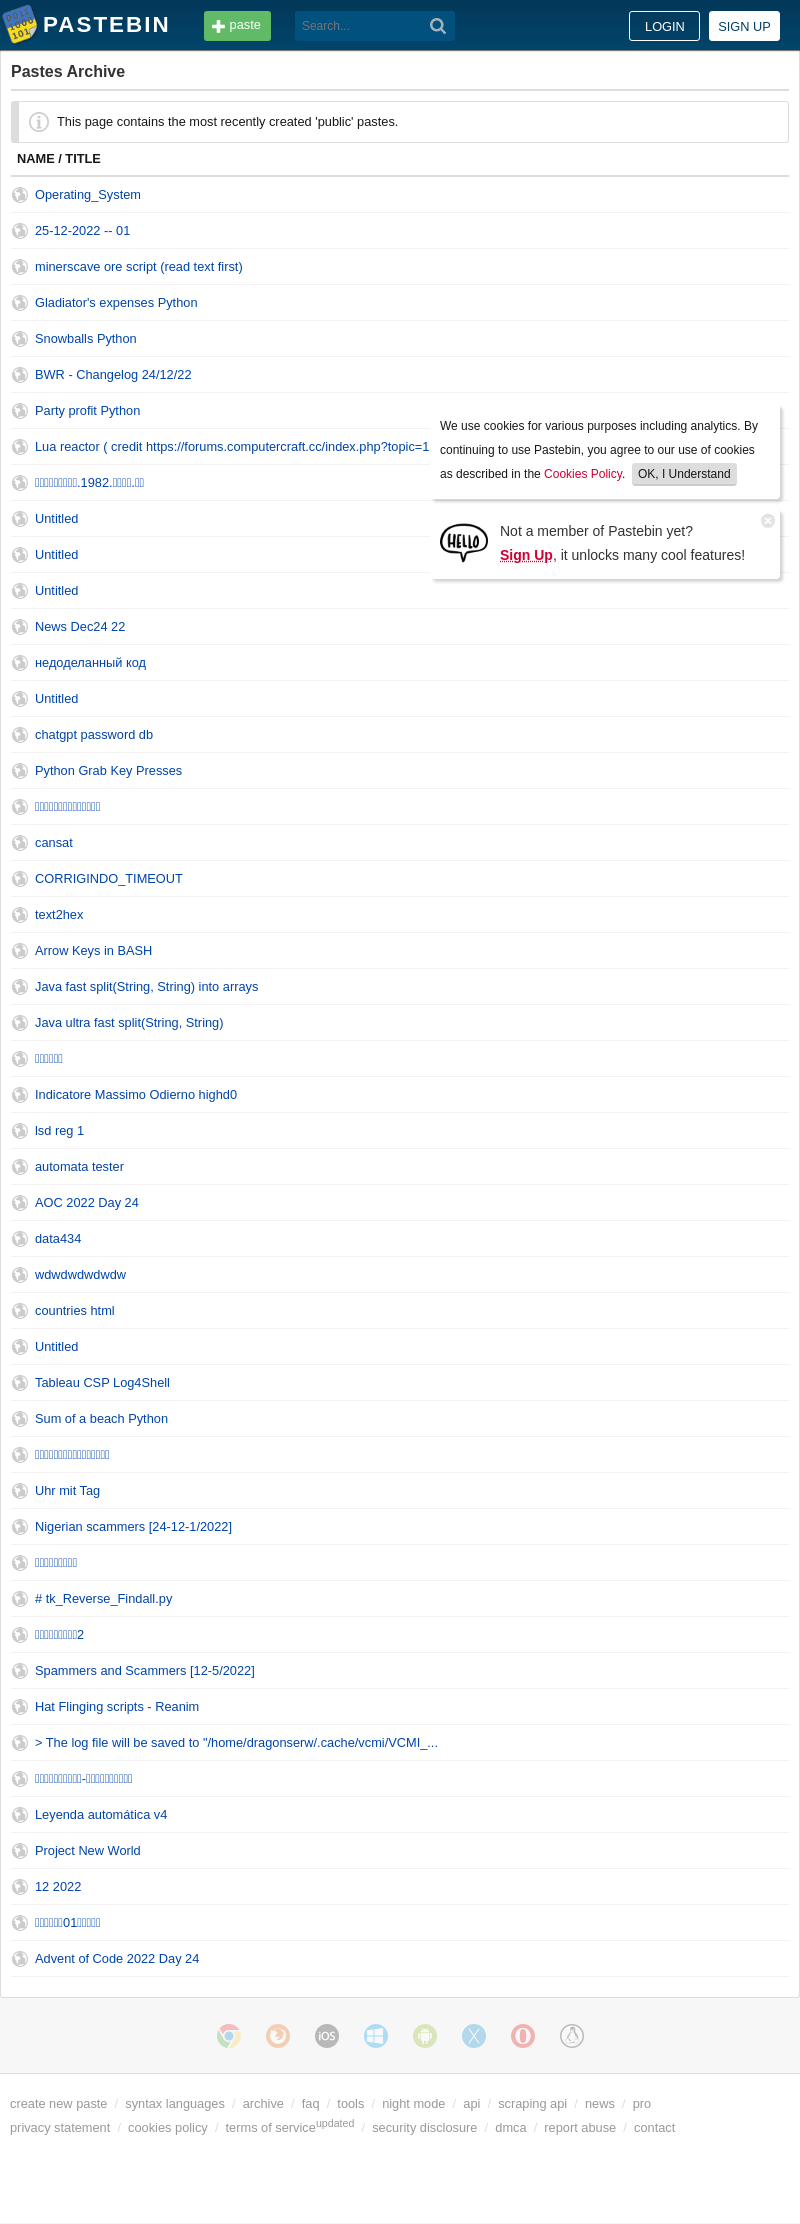 PASTEBIN
paste
Search...
LOGIN
SIGN UP
Pastes Archive
This page contains the most recently created 'public' pastes.
NAME / TITLE
Operating_System
25-12-2022 -- 01
minerscave ore script (read text first)
Gladiator's expenses Python
Snowballs Python
BWR - Changelog 24/12/22
Party profit Python
Lua reactor ( credit https://forums.computercraft.cc/index.php?topic=1
.1982.
Untitled
Untitled
Untitled
News Dec24 22
недоделанный код
Untitled
chatgpt password db
Python Grab Key Presses
cansat
CORRIGINDO_TIMEOUT
text2hex
Arrow Keys in BASH
Java fast split(String, String) into arrays
Java ultra fast split(String, String)
Indicatore Massimo Odierno highd0
lsd reg 1
automata tester
AOC 2022 Day 24
data434
wdwdwdwdwdw
countries html
Untitled
Tableau CSP Log4Shell
Sum of a beach Python
Uhr mit Tag
Nigerian scammers [24-12-1/2022]
# tk_Reverse_Findall.py
2
Spammers and Scammers [12-5/2022]
Hat Flinging scripts - Reanim
> The log file will be saved to "/home/dragonserw/.cache/vcmi/VCMI_...
-
Leyenda automática v4
Project New World
12 2022
01
Advent of Code 2022 Day 24
We use cookies for various purposes including analytics. By
continuing to use Pastebin, you agree to our use of cookies
as described in the Cookies Policy. OK, I Understand
HELLO
Not a member of Pastebin yet?
Sign Up, it unlocks many cool features!
iOS
create new paste / syntax languages / archive / faq / tools / night mode / api / scraping api / news / pro
privacy statement / cookies policy / terms of service updated / security disclosure / dmca / report abuse / contact